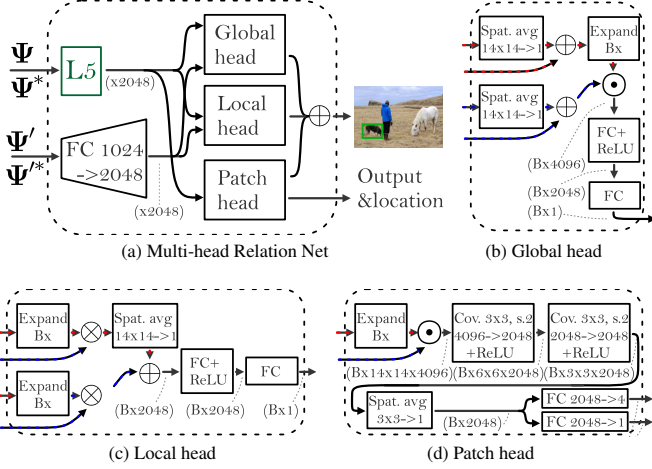 Ψ
Ψ*
L5
(x2048)
Ψ'
Ψ'*
FC 1024
->2048
(x2048)
Global
head
Local
head
Patch
head
Output
&location
(a) Multi-head Relation Net
Spat. avg
14x14->1
Expand
Bx
Spat. avg
14x14->1
FC+
ReLU
(Bx4096)
(Bx2048)
(Bx1)
FC
(b) Global head
Expand
Bx
Spat. avg
14x14->1
Expand
Bx
FC+
ReLU
FC
(Bx2048)
(Bx2048)
(Bx1)
(c) Local head
Expand
Bx
Cov. 3x3, s.2
4096->2048
+ReLU
Cov. 3x3, s.2
2048->2048
+ReLU
(Bx14x14x4096)
(Bx6x6x2048)
(Bx3x3x2048)
Spat. avg
3x3->1
(Bx2048)
FC 2048->4
FC 2048->1
(d) Patch head